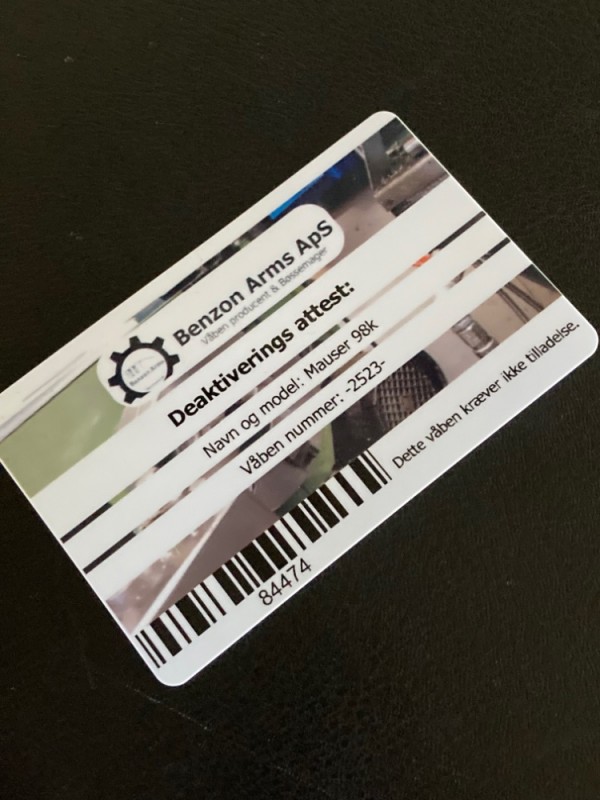 Benzon Arms ApS
Våben producent & Bøssemager
Deaktiverings attest:
Navn og model: Mauser 98k
Våben nummer: -2523-
Dette våben kræver ikke tilladelse.
84474